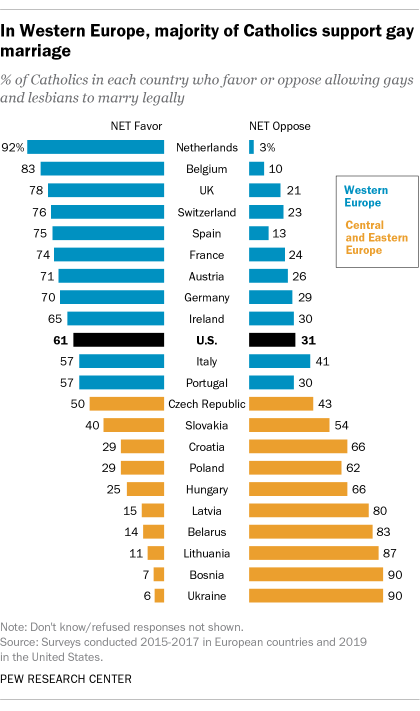 In Western Europe, majority of Catholics support gay
marriage
% of Catholics in each country who favor or oppose allowing gays
and lesbians to marry legally
NET Favor NET Oppose
92% Netherlands 3%
83 Belgium 10
78 UK 21
76 Switzerland 23
75 Spain 13
74 France 24
71 Austria 26
70 Germany 29
65 Ireland 30
61 U.S. 31
57 Italy 41
57 Portugal 30
50 Czech Republic 43
40 Slovakia 54
29 Croatia 66
29 Poland 62
25 Hungary 66
15 Latvia 80
14 Belarus 83
11 Lithuania 87
7 Bosnia 90
6 Ukraine 90
Western
Europe
Central
and Eastern
Europe
Note: Don't know/refused responses not shown.
Source: Surveys conducted 2015-2017 in European countries and 2019
in the United States.
PEW RESEARCH CENTER